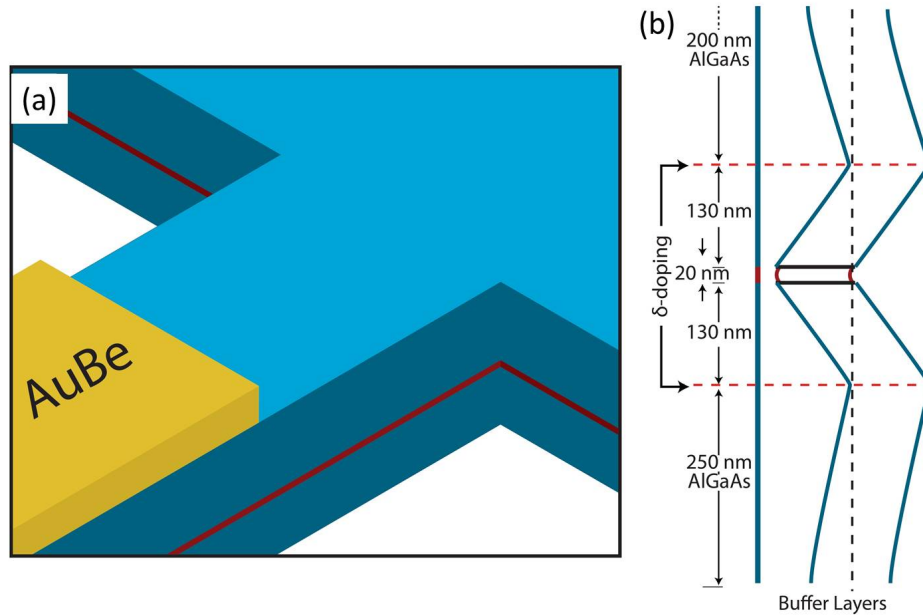 (a)
AuBe
(b)
200 nm
AlGaAs
130 nm
20 nm
130 nm
δ-doping
250 nm
AlGaAs
Buffer Layers